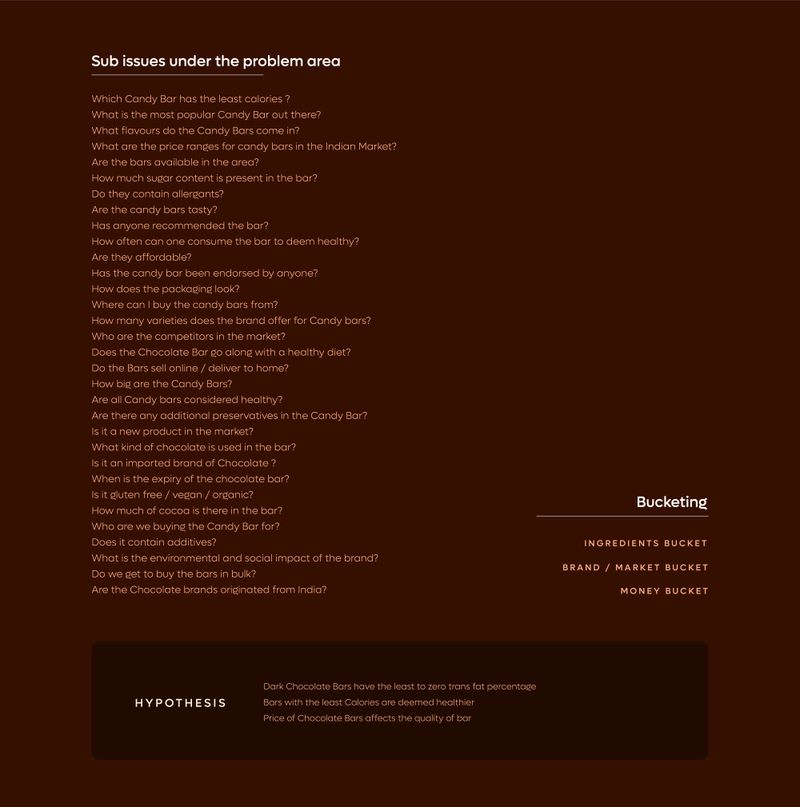 Sub issues under the problem area
Which Candy Bar has the least calories ?
What is the most popular Candy Bar out there?
What flavours do the Candy Bars come in?
What are the price ranges for candy bars in the Indian Market?
Are the bars available in the area?
How much sugar content is present in the bar?
Do they contain allergants?
Are the candy bars tasty?
Has anyone recommended the bar?
How often can one consume the bar to deem healthy?
Are they affordable?
Has the candy bar been endorsed by anyone?
How does the packaging look?
Where can I buy the candy bars from?
How many varieties does the brand offer for Candy bars?
Who are the competitors in the market?
Does the Chocolate Bar go along with a healthy diet?
Do the Bars sell online / deliver to home?
How big are the Candy Bars?
Are all Candy bars considered healthy?
Are there any additional preservatives in the Candy Bar?
Is it a new product in the market?
What kind of chocolate is used in the bar?
Is it an imported brand of Chocolate ?
When is the expiry of the chocolate bar?
Is it gluten free / vegan / organic?
How much of cocoa is there in the bar?
Who are we buying the Candy Bar for?
Does it contain additives?
What is the environmental and social impact of the brand?
Do we get to buy the bars in bulk?
Are the Chocolate brands originated from India?
Bucketing
INGREDIENTS BUCKET
BRAND / MARKET BUCKET
MONEY BUCKET
HYPOTHESIS
Dark Chocolate Bars have the least to zero trans fat percentage
Bars with the least Calories are deemed healthier
Price of Chocolate Bars affects the quality of bar